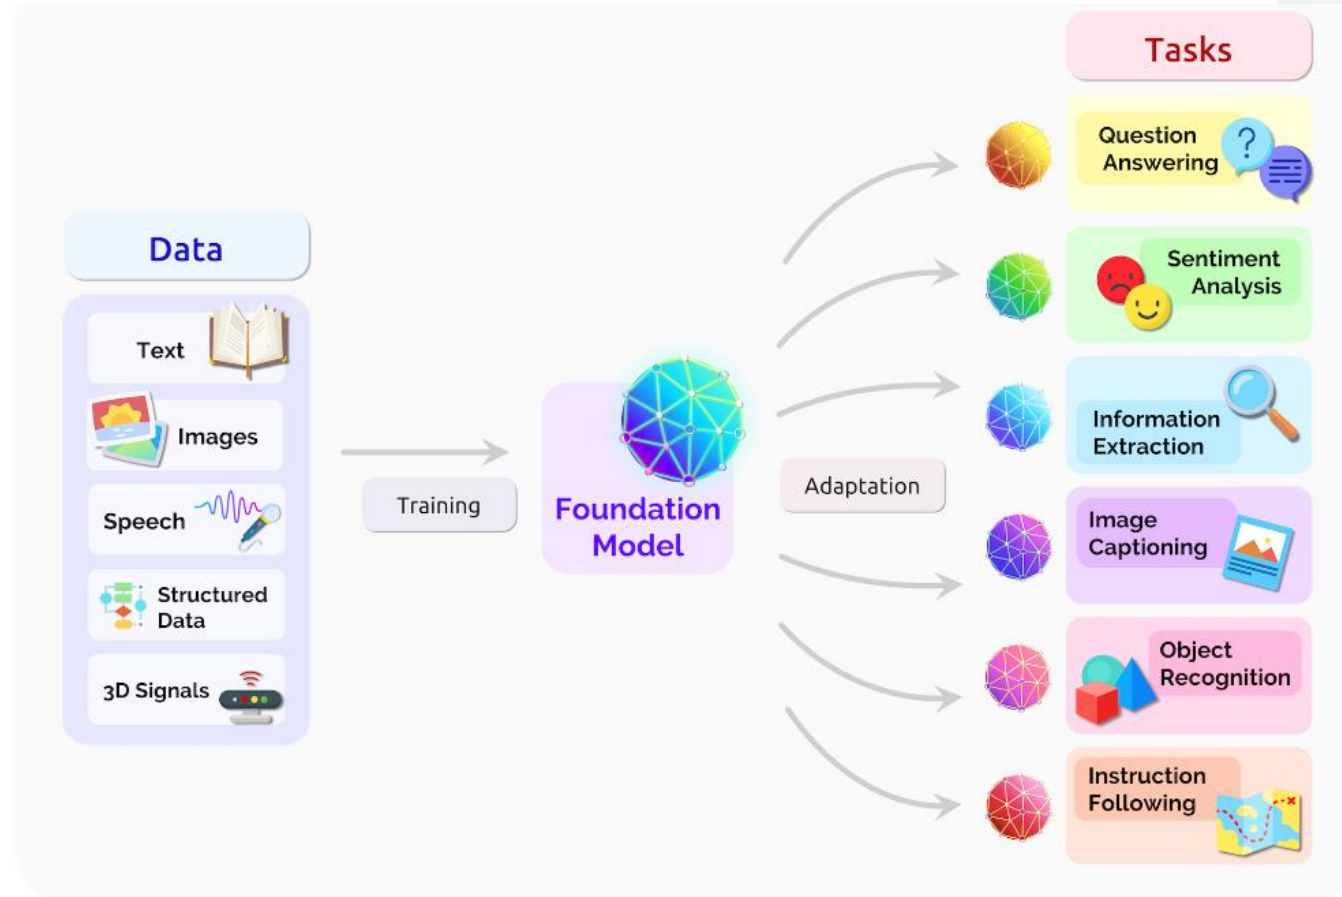 Data
Text
Images
Speech
Structured
Data
3D Signals
Training
Foundation
Model
Adaptation
Tasks
Question
Answering
?
Sentiment
Analysis
Information
Extraction
Image
Captioning
Object
Recognition
Instruction
Following